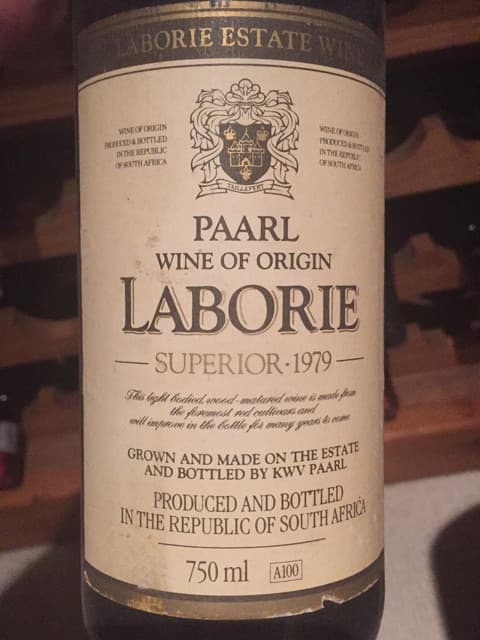 LABORIE ESTATE WINE
WINE OF ORIGIN
PRODUCED & BOTTLED
IN THE REPUBLIC
OF SOUTH AFRICA
WINE OF ORIGIN
PRODUCED & BOTTLED
IN THE REPUBLIC
OF SOUTH AFRICA
TAILLEFERT
PAARL
WINE OF ORIGIN
LABORIE
SUPERIOR · 1979
This light bodied, wood-matured wine is made from
the foremost red cultivars and
will improve in the bottle for many years to come
GROWN AND MADE ON THE ESTATE
AND BOTTLED BY KWV PAARL
PRODUCED AND BOTTLED
IN THE REPUBLIC OF SOUTH AFRICA
750 ml A100